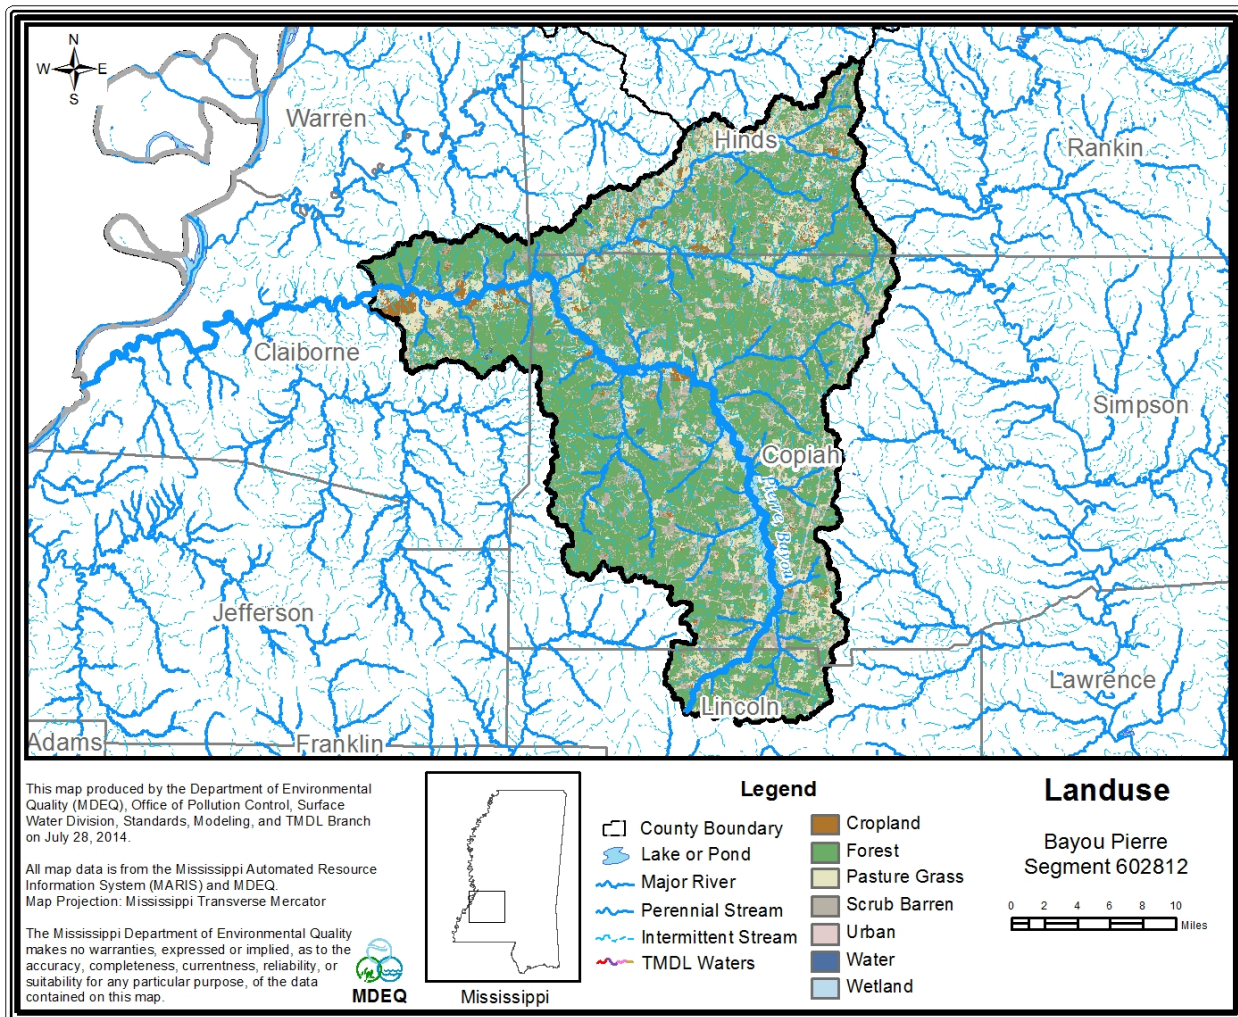 N
W E
S
Warren
Hinds
Rankin
Claiborne
Simpson
Copiah
Pierre, Bayou
Jefferson
Lawrence
Lincoln
Adams
Franklin
This map produced by the Department of Environmental
Quality (MDEQ), Office of Pollution Control, Surface
Water Division, Standards, Modeling, and TMDL Branch
on July 28, 2014.
All map data is from the Mississippi Automated Resource
Information System (MARIS) and MDEQ.
Map Projection: Mississippi Transverse Mercator
The Mississippi Department of Environmental Quality
makes no warranties, expressed or implied, as to the
accuracy, completeness, currentness, reliability, or
suitability for any particular purpose, of the data
contained on this map.
MDEQ
Mississippi
Legend
County Boundary
Lake or Pond
Major River
Perennial Stream
Intermittent Stream
TMDL Waters
Cropland
Forest
Pasture Grass
Scrub Barren
Urban
Water
Wetland
Landuse
Bayou Pierre
Segment 602812
0 2 4 6 8 10
Miles